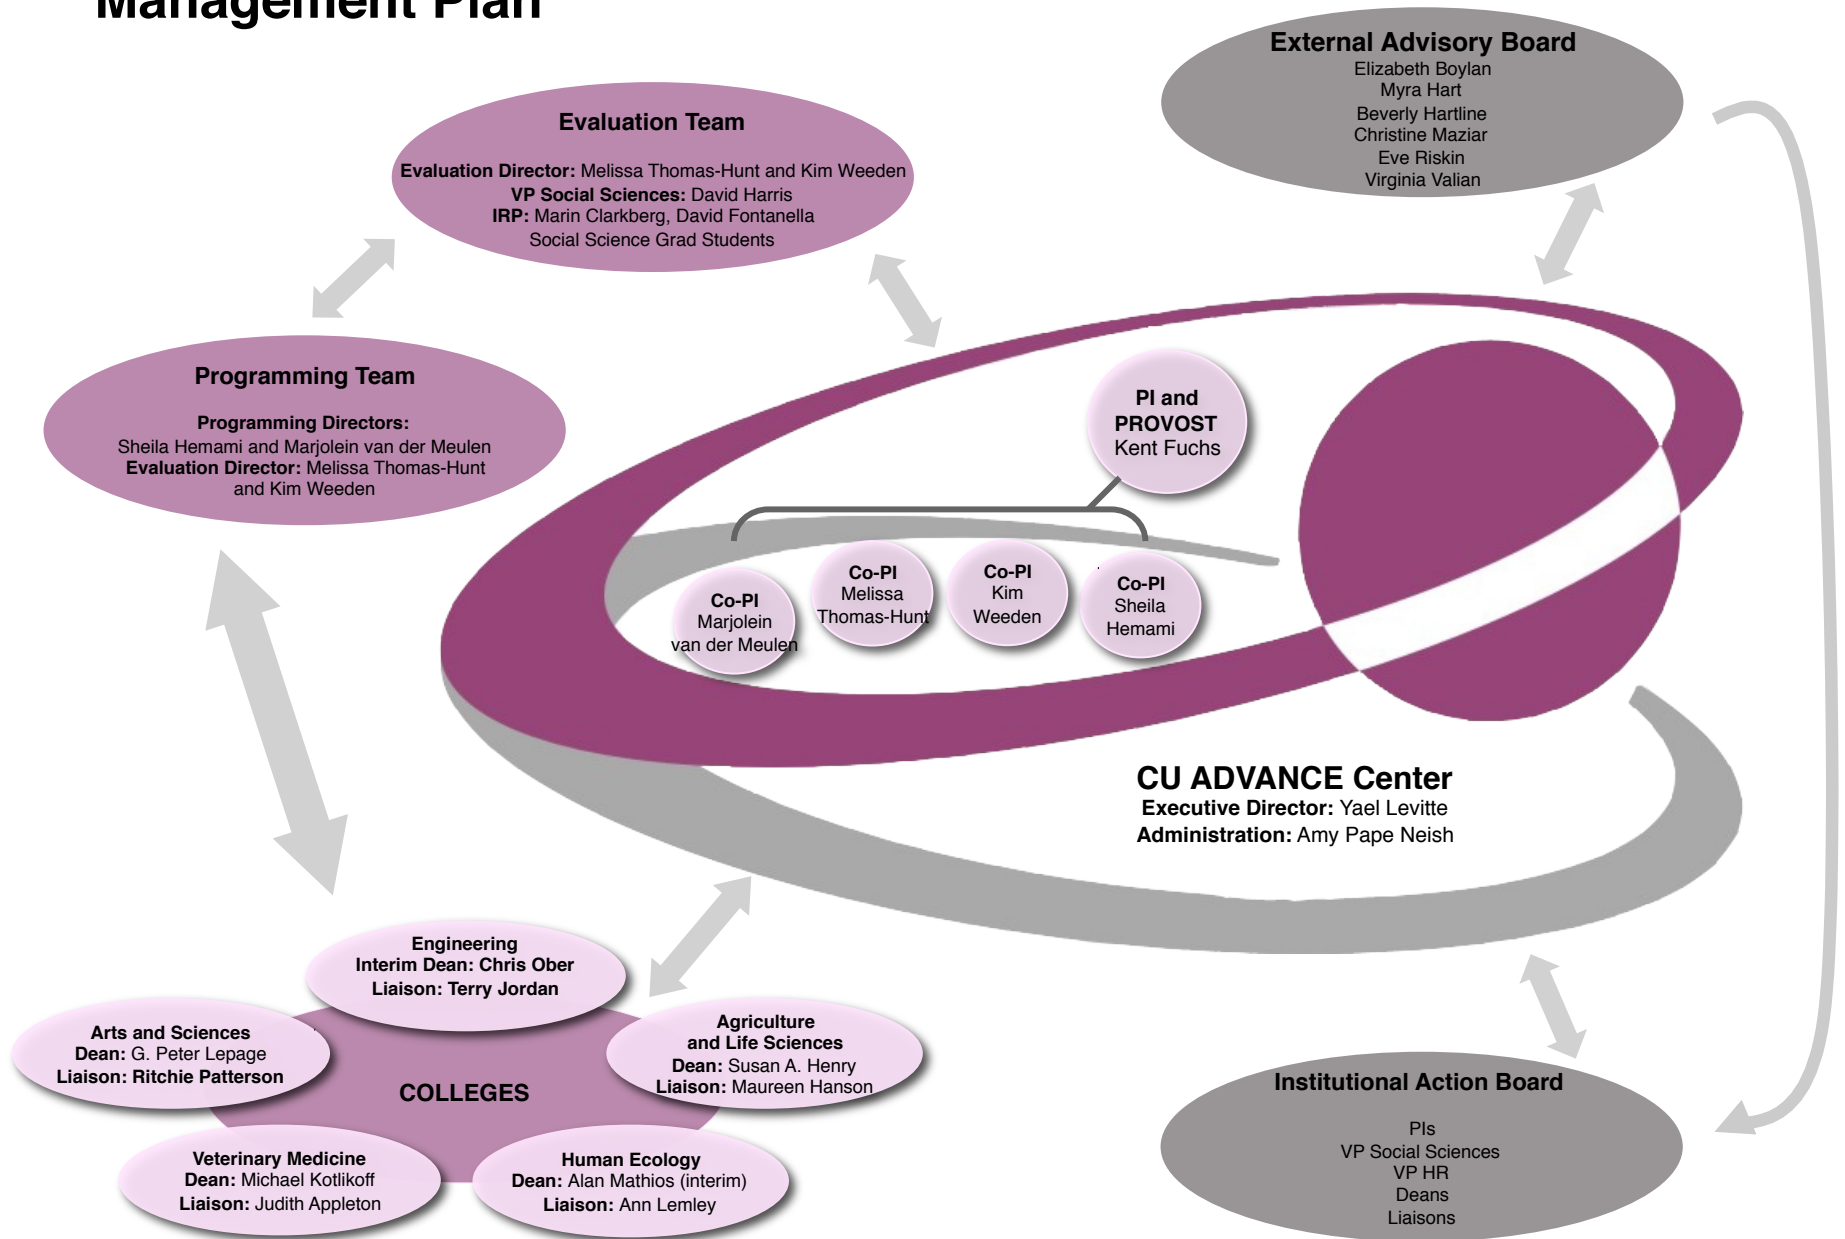 Management Plan
External Advisory Board
Elizabeth Boylan
Myra Hart
Beverly Hartline
Christine Maziar
Eve Riskin
Virginia Valian
Evaluation Team
Evaluation Director: Melissa Thomas-Hunt and Kim Weeden
VP Social Sciences: David Harris
IRP: Marin Clarkberg, David Fontanella
Social Science Grad Students
Programming Team
Programming Directors:
Sheila Hemami and Marjolein van der Meulen
Evaluation Director: Melissa Thomas-Hunt
and Kim Weeden
PI and
PROVOST
Kent Fuchs
Co-PI
Marjolein
van der Meulen
Co-PI
Melissa
Thomas-Hunt
Co-PI
Kim
Weeden
Co-PI
Sheila
Hemami
CU ADVANCE Center
Executive Director: Yael Levitte
Administration: Amy Pape Neish
Engineering
Interim Dean: Chris Ober
Liaison: Terry Jordan
Arts and Sciences
Dean: G. Peter Lepage
Liaison: Ritchie Patterson
Agriculture
and Life Sciences
Dean: Susan A. Henry
Liaison: Maureen Hanson
COLLEGES
Veterinary Medicine
Dean: Michael Kotlikoff
Liaison: Judith Appleton
Human Ecology
Dean: Alan Mathios (interim)
Liaison: Ann Lemley
Institutional Action Board
PIs
VP Social Sciences
VP HR
Deans
Liaisons